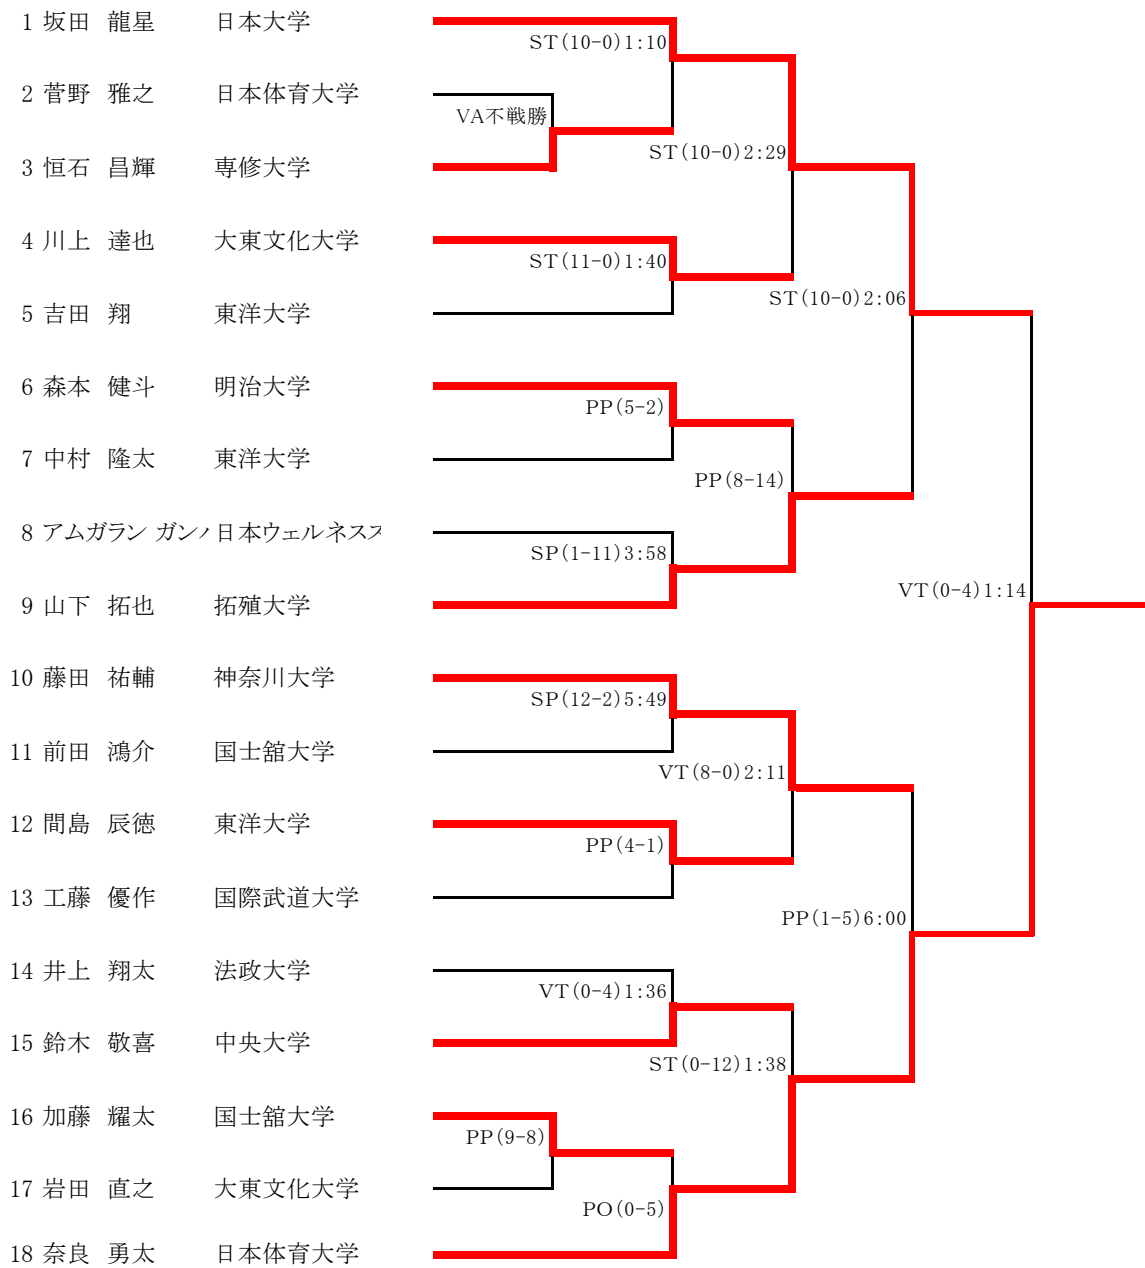 1 坂田 龍星 日本大学
ST(10-0)1:10
2 菅野 雅之 日本体育大学
VA不戦勝
ST(10-0)2:29
3 恒石 昌輝 専修大学
4 川上 達也 大東文化大学
ST(11-0)1:40
ST(10-0)2:06
5 吉田 翔 東洋大学
6 森本 健斗 明治大学
PP(5-2)
7 中村 隆太 東洋大学
PP(8-14)
8 アムガラン ガン 日本ウェルネスス
SP(1-11)3:58
VT(0-4)1:14
9 山下 拓也 拓殖大学
10 藤田 祐輔 神奈川大学
SP(12-2)5:49
11 前田 鴻介 国士舘大学
VT(8-0)2:11
12 間島 辰徳 東洋大学
PP(4-1)
13 工藤 優作 国際武道大学
PP(1-5)6:00
14 井上 翔太 法政大学
VT(0-4)1:36
15 鈴木 敬喜 中央大学
ST(0-12)1:38
16 加藤 耀太 国士舘大学
PP(9-8)
17 岩田 直之 大東文化大学
PO(0-5)
18 奈良 勇太 日本体育大学